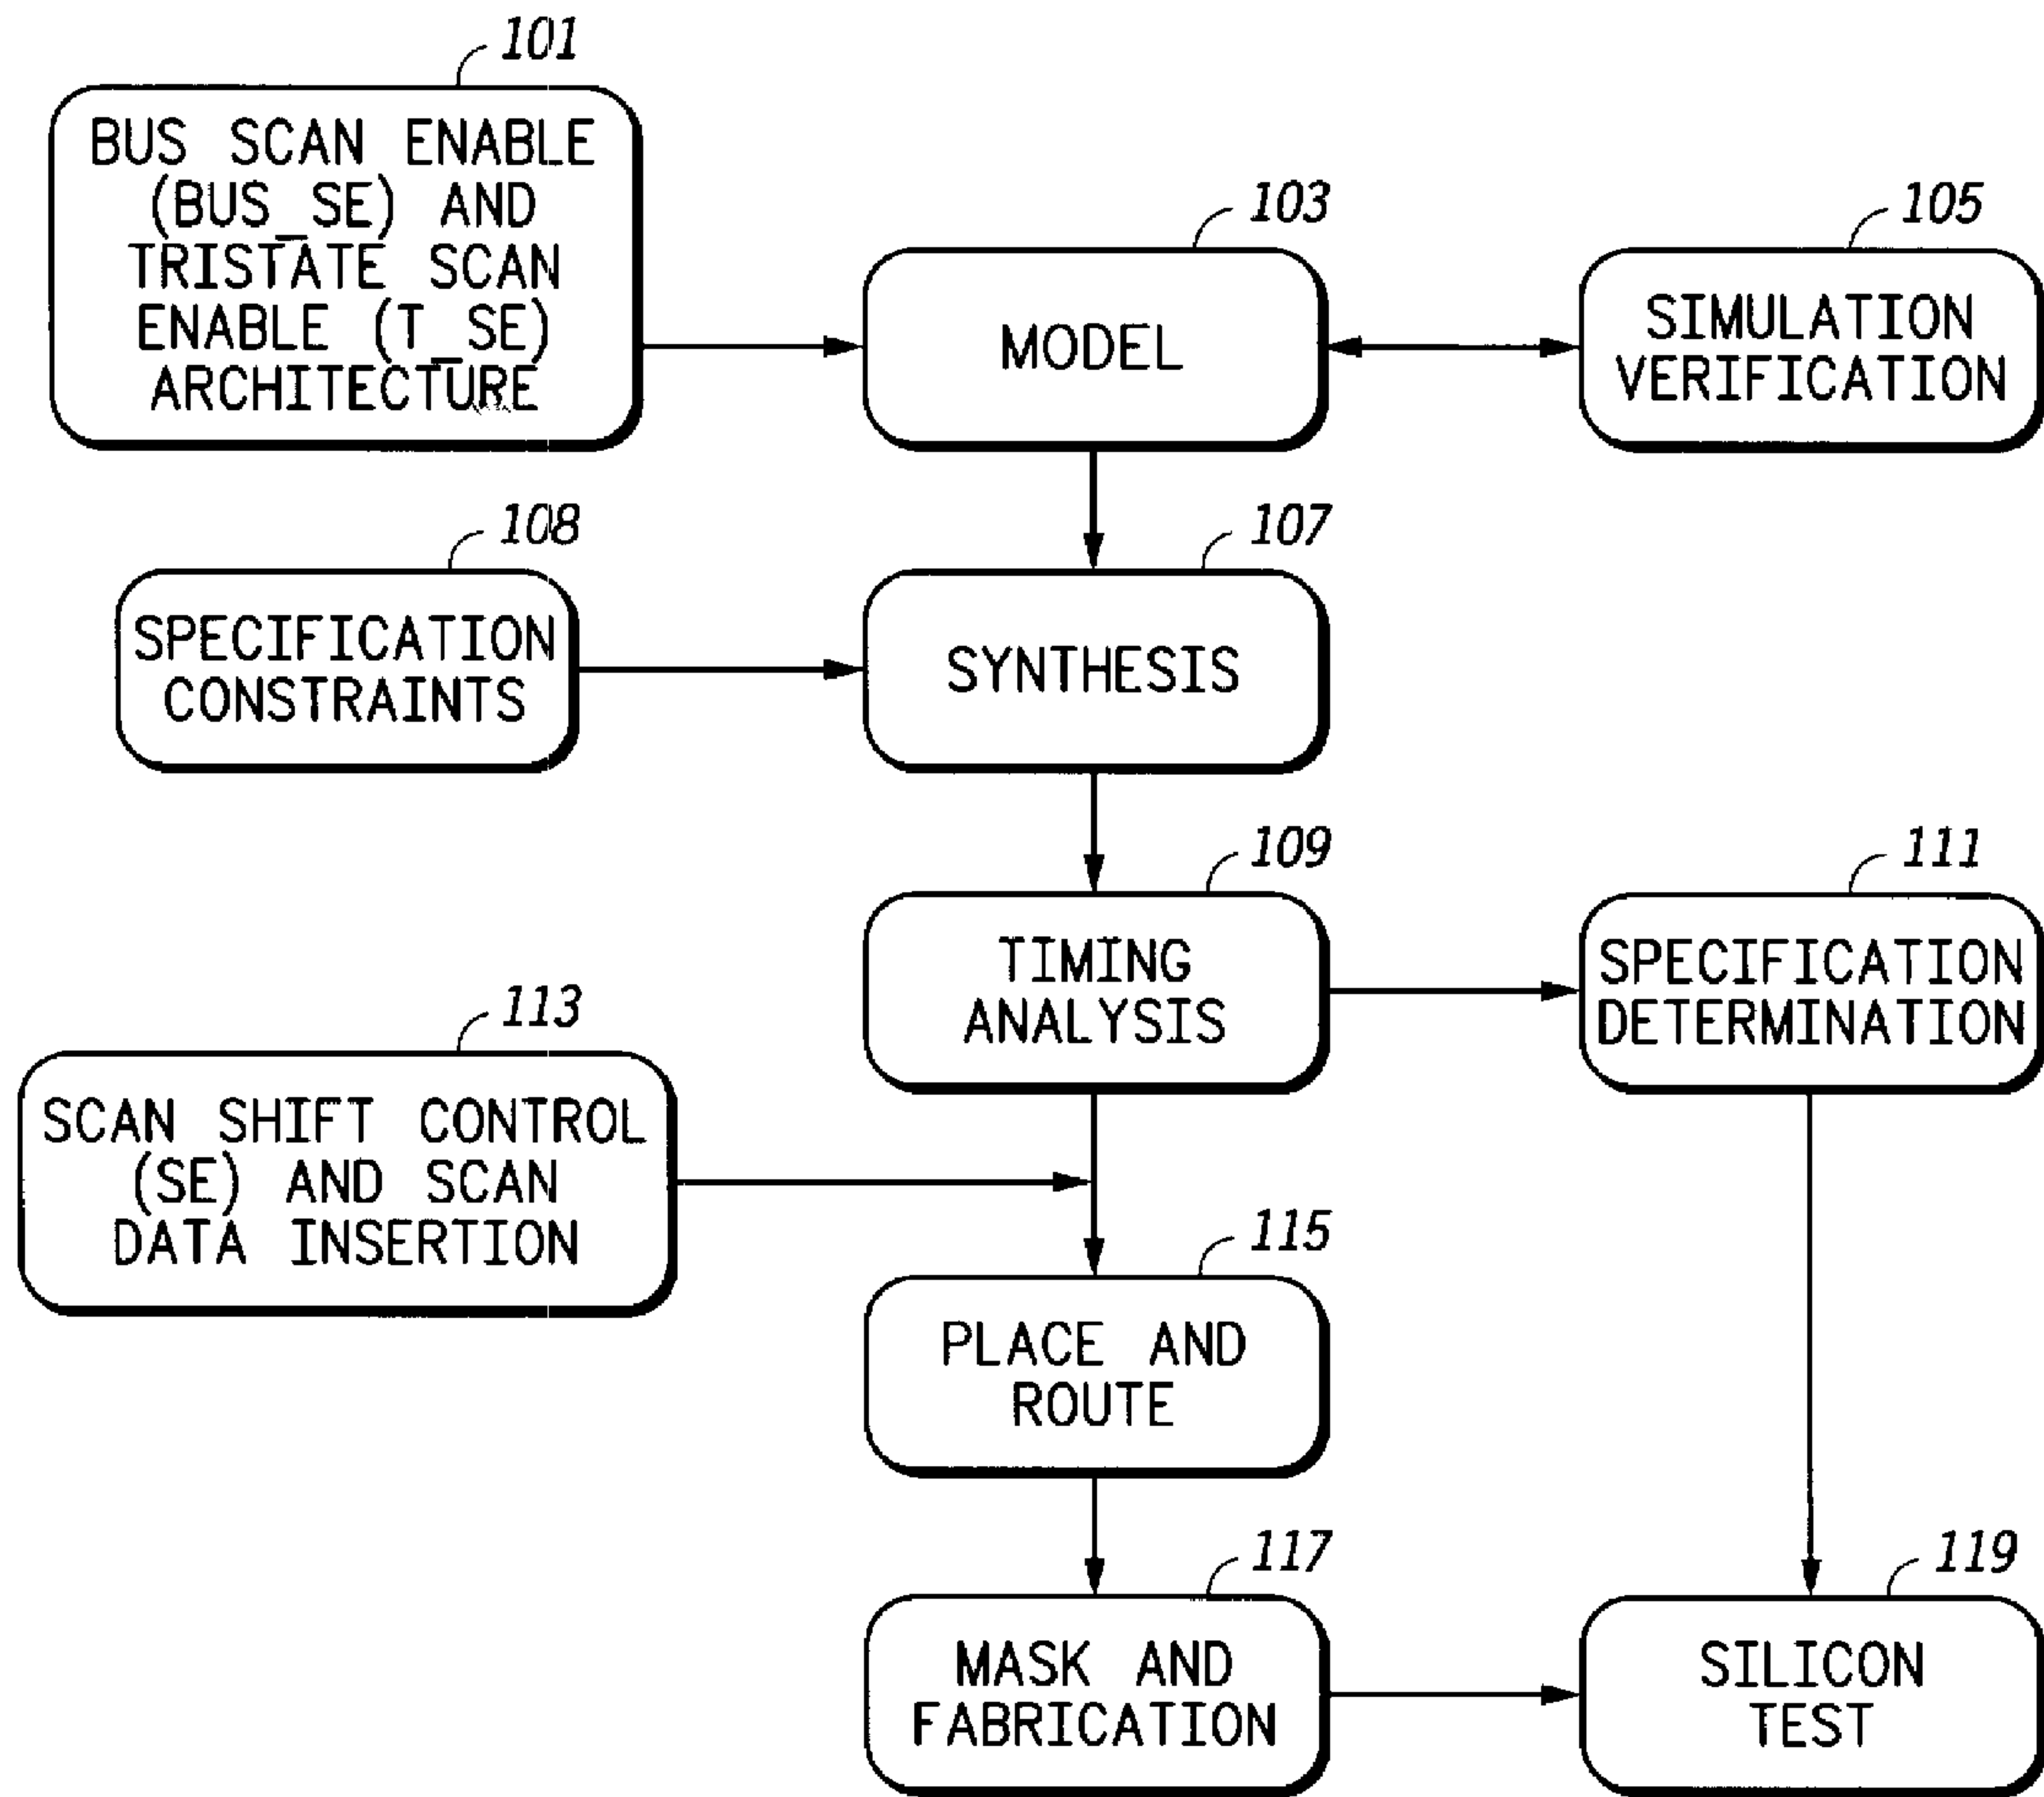 101
BUS SCAN ENABLE
(BUS_SE) AND
TRISTATE SCAN
ENABLE (T_SE)
ARCHITECTURE
103
MODEL
105
SIMULATION
VERIFICATION
108
SPECIFICATION
CONSTRAINTS
107
SYNTHESIS
109
TIMING
ANALYSIS
111
SPECIFICATION
DETERMINATION
113
SCAN SHIFT CONTROL
(SE) AND SCAN
DATA INSERTION
115
PLACE AND
ROUTE
117
MASK AND
FABRICATION
119
SILICON
TEST